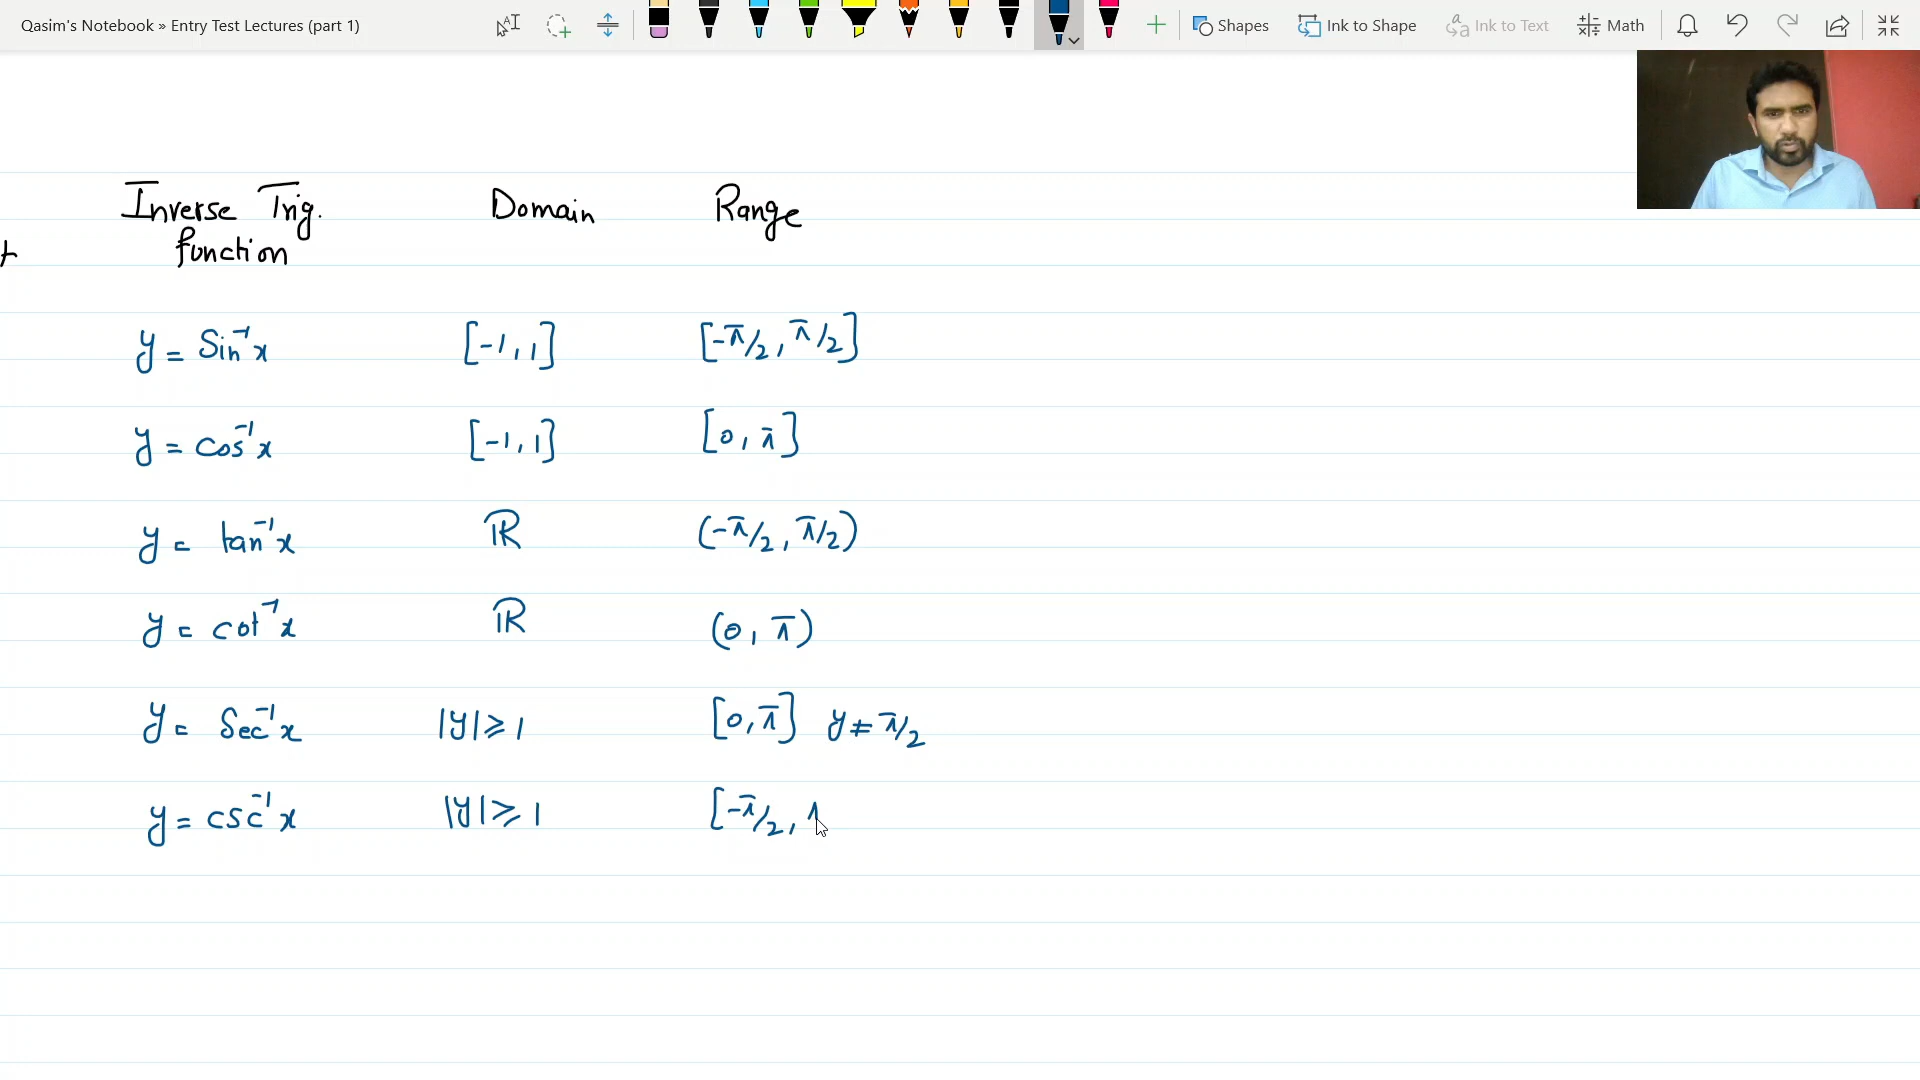 Qasim's Notebook » Entry Test Lectures (part 1)
Shapes Ink to Shape Ink to Text Math
Inverse Trig. Domain Range
function
y = Sin⁻¹x [-1,1] [-π/2, π/2]
y = cos⁻¹x [-1,1] [0, π]
y = tan⁻¹x ℝ (-π/2, π/2)
y = cot⁻¹x ℝ (0, π)
y = Sec⁻¹x |y|≥1 [0,π] y≠π/2
y = csc⁻¹x |y|≥1 [-π/2,